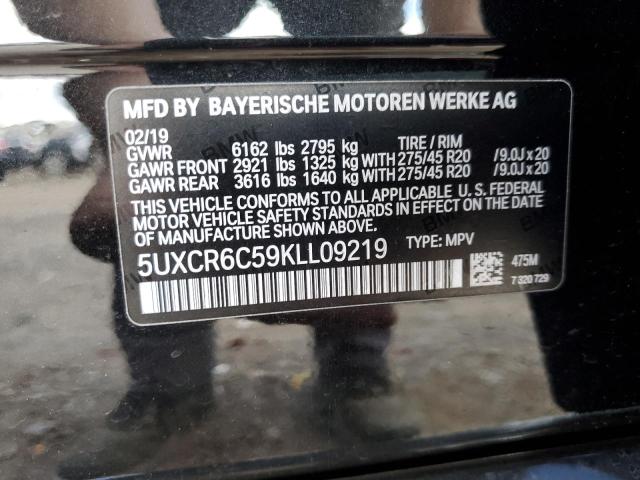 MFD BY BAYERISCHE MOTOREN WERKE AG
02/19
GVWR 6162 lbs 2795 kg TIRE / RIM
GAWR FRONT 2921 lbs 1325 kg WITH 275/45 R20 /9.0J x 20
GAWR REAR 3616 lbs 1640 kg WITH 275/45 R20 /9.0J x 20
THIS VEHICLE CONFORMS TO ALL APPLICABLE U. S. FEDERAL
MOTOR VEHICLE SAFETY STANDARDS IN EFFECT ON THE DATE
OF MANUFACTURE SHOWN ABOVE.
5UXCR6C59KLL09219 TYPE: MPV
475M
7 320 729